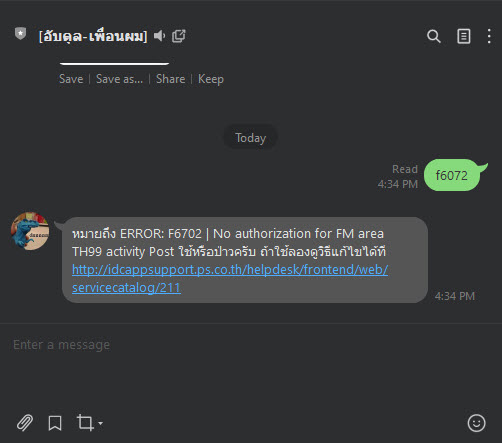 [อับดุล-เพื่อนผม]
Save | Save as... | Share | Keep
Today
Read
4:34 PM
f6072
หมายถึง ERROR: F6702 | No authorization for FM area
TH99 activity Post ใช้หรือป่าวครับ ถ้าใช้ลองดูวิธีแก้ไขได้ที่
http://idcappsupport.ps.co.th/helpdesk/frontend/web/
servicecatalog/211
4:34 PM
Enter a message